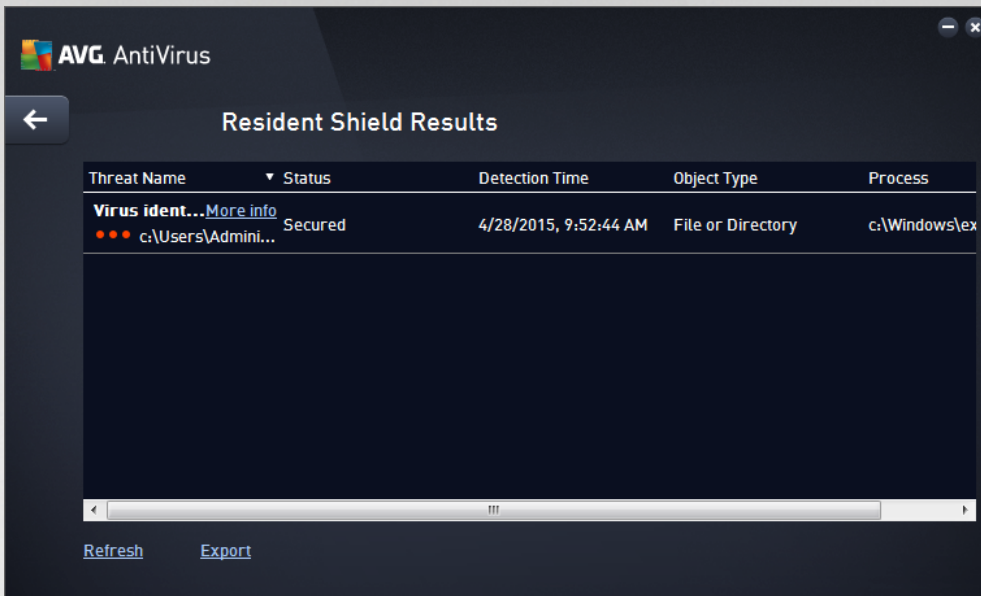 AVG. AntiVirus
Resident Shield Results
Threat Name Status Detection Time Object Type Process
Virus ident... More info
c:\Users\Admini... Secured 4/28/2015, 9:52:44 AM File or Directory c:\Windows\ex
Refresh Export